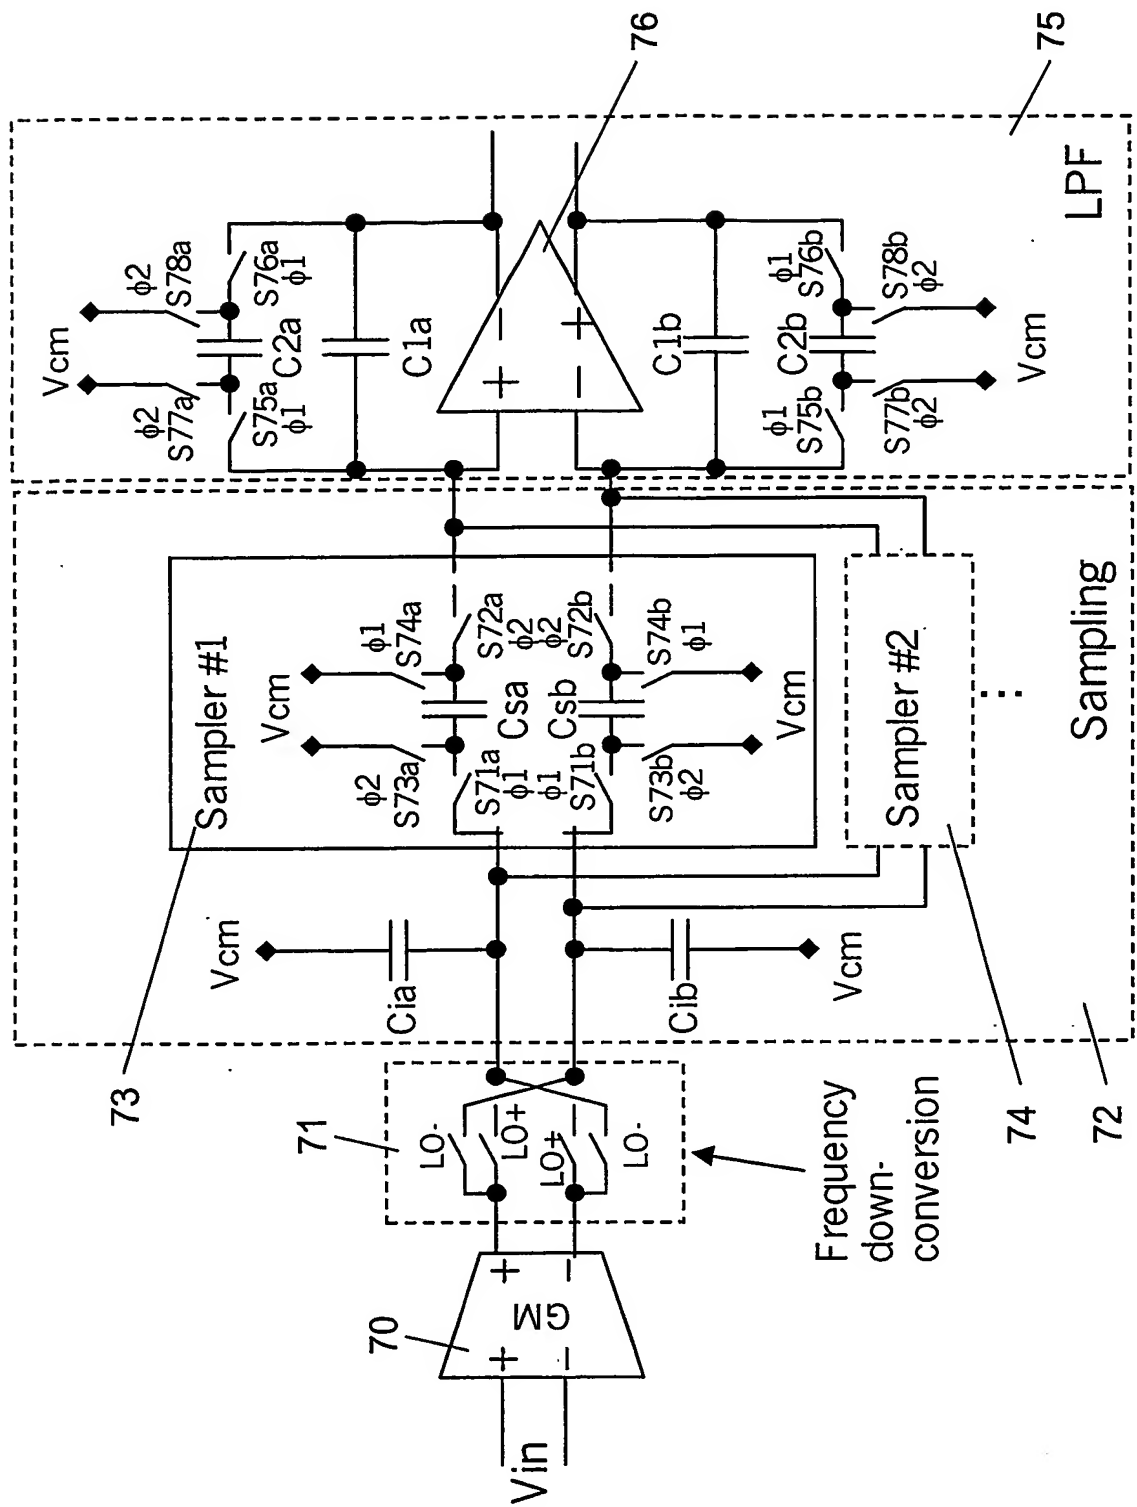 76
75
LPF
Vcm
ϕ2
S78a
ϕ2
S77a
C2a
S76a
ϕ1
S75a
ϕ1
C1a
+
−
−
+
C1b
ϕ1
S76b
ϕ1
S75b
C2b
S78b
ϕ2
S77b
ϕ2
Vcm
Sampler #1
73
Vcm
ϕ1
S74a
ϕ2
S73a
Csa
S72a
ϕ2
S71a
ϕ1
ϕ2
S72b
ϕ1
S71b
Csb
S74b
ϕ1
S73b
ϕ2
Vcm
Sampler #2
...
Sampling
74
72
Vcm
Cia
Cib
Vcm
71
LO-
LO+
LO+
LO-
Frequency
down-
conversion
70
+
−
GM
+
−
Vin